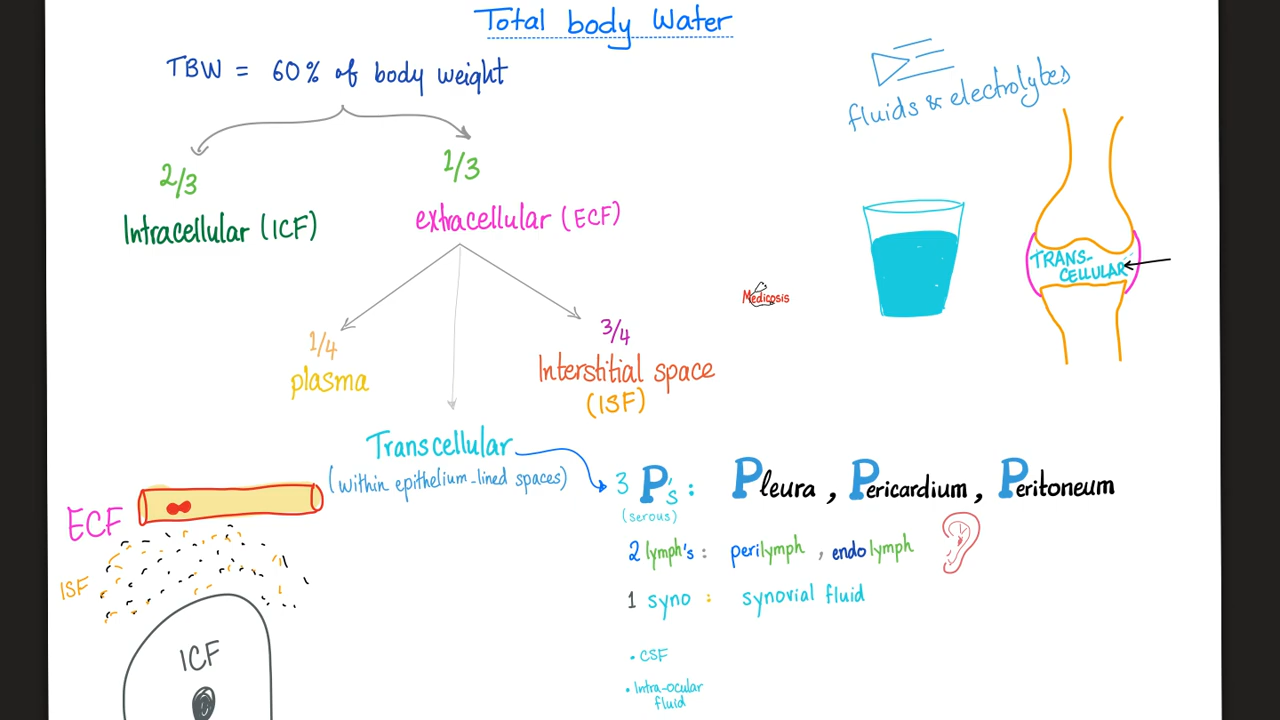 Total body Water
TBW = 60% of body weight
fluids & electrolytes
2/3
1/3
Intracellular (ICF)
extracellular (ECF)
TRANS-
CELLULAR
Medicosis
1/4
3/4
plasma
Interstitial space
(ISF)
Transcellular
(within epithelium-lined spaces)
3 P's : Pleura , Pericardium , Peritoneum
(serous)
ECF
2 lymph's : perilymph , endolymph
ISF
1 syno : synovial fluid
ICF
• CSF
• Intra-ocular
fluid